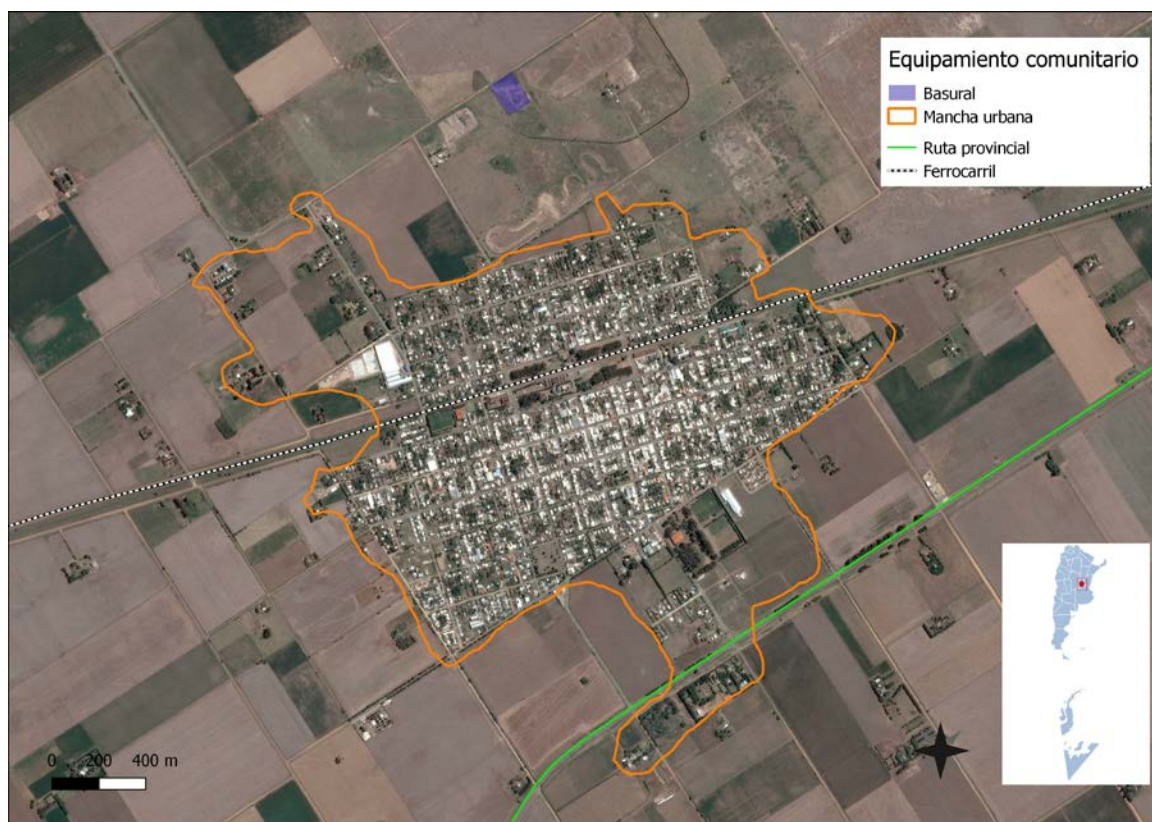 Equipamiento comunitario
Basural
Mancha urbana
Ruta provincial
Ferrocarril
0 200 400 m